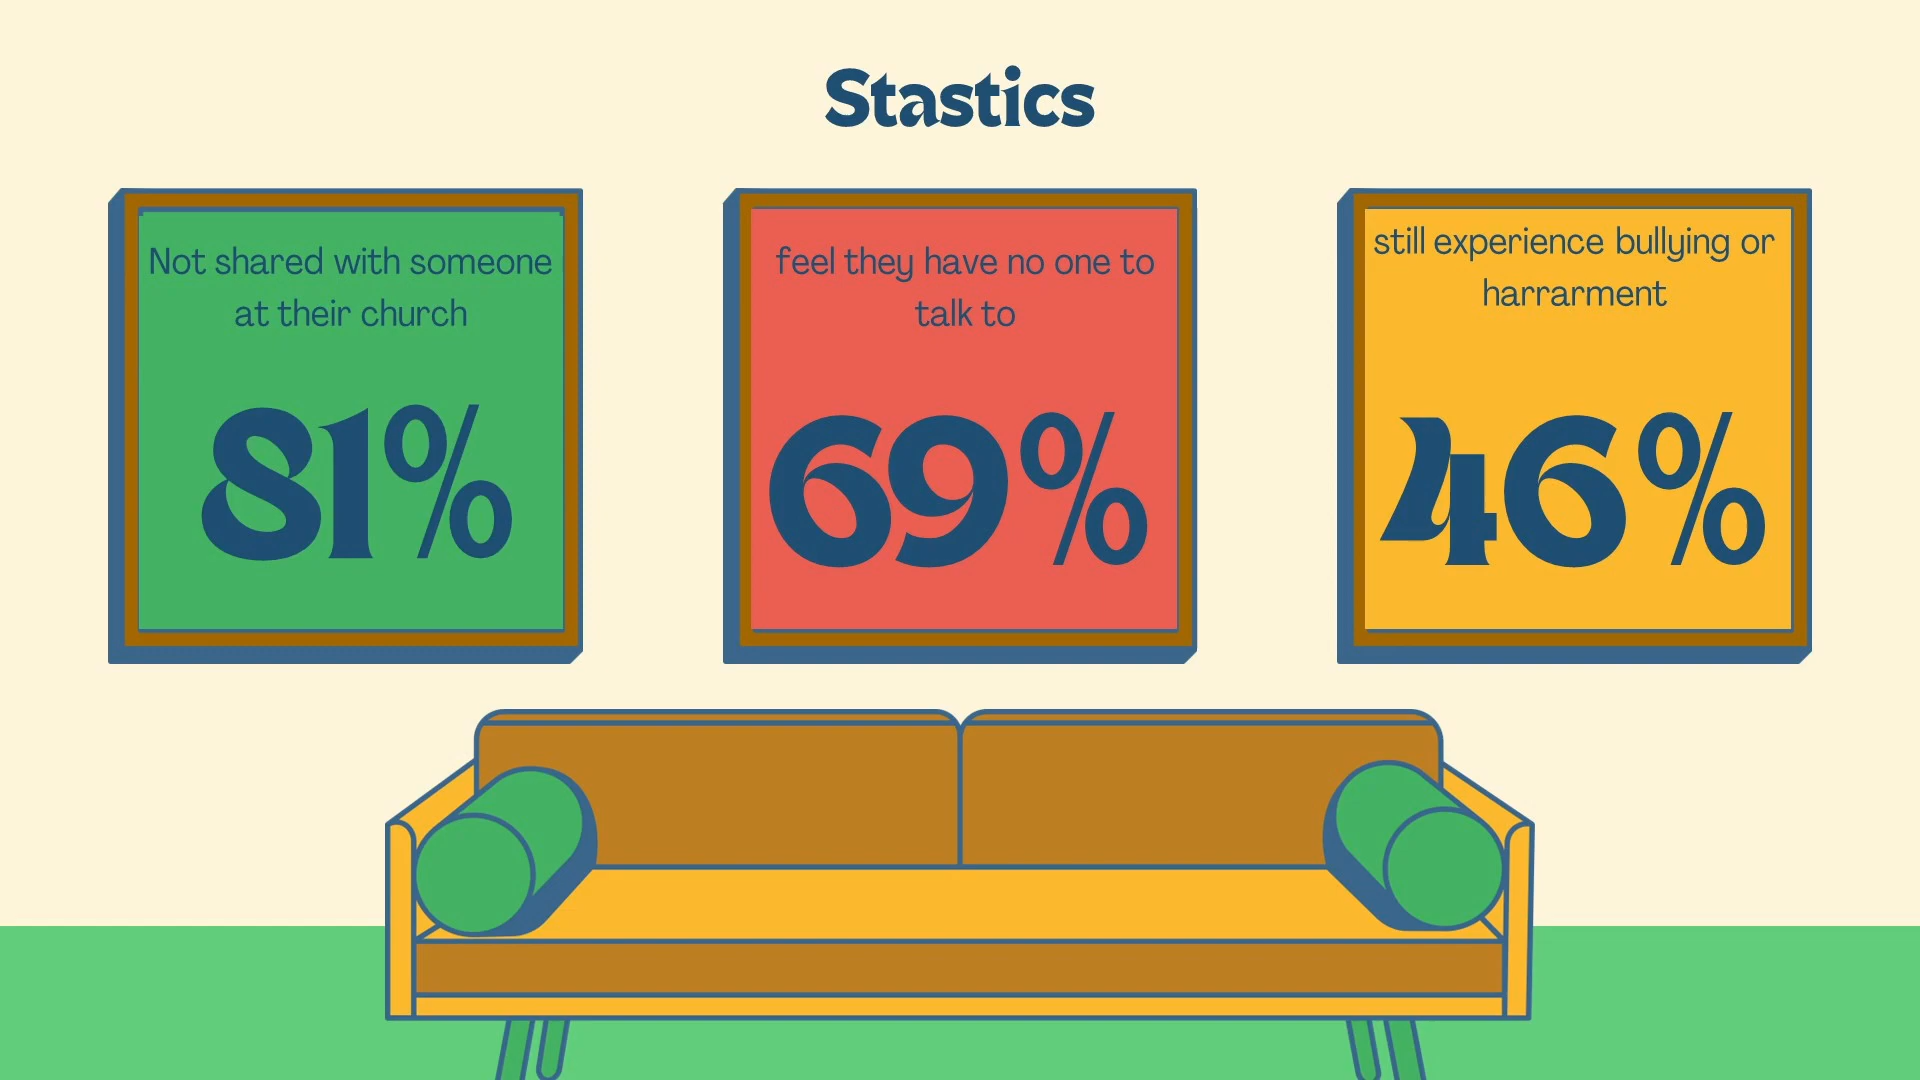 Stastics
Not shared with someone
at their church
81%
feel they have no one to
talk to
69%
still experience bullying or
harrarment
46%